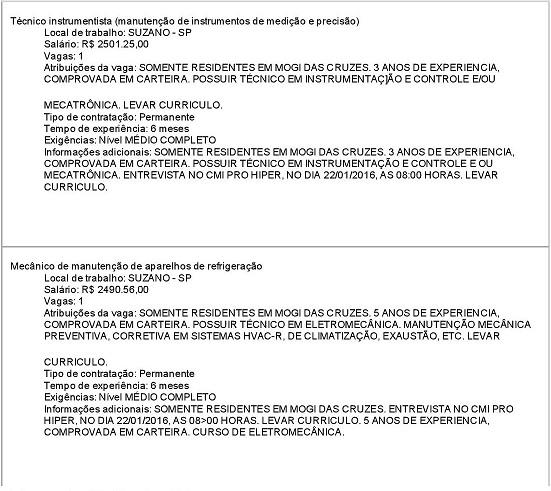 Técnico instrumentista (manutenção de instrumentos de medição e precisão)
Local de trabalho: SUZANO - SP
Salário: R$ 2501.25,00
Vagas: 1
Atribuições da vaga: SOMENTE RESIDENTES EM MOGI DAS CRUZES. 3 ANOS DE EXPERIENCIA,
COMPROVADA EM CARTEIRA. POSSUIR TÉCNICO EM INSTRUMENTAÇ]ÃO E CONTROLE E/OU
MECATRÔNICA. LEVAR CURRICULO.
Tipo de contratação: Permanente
Tempo de experiência: 6 meses
Exigências: Nível MÉDIO COMPLETO
Informações adicionais: SOMENTE RESIDENTES EM MOGI DAS CRUZES. 3 ANOS DE EXPERIENCIA,
COMPROVADA EM CARTEIRA. POSSUIR TÉCNICO EM INSTRUMENTAÇÃO E CONTROLE E OU
MECATRÔNICA. ENTREVISTA NO CMI PRO HIPER, NO DIA 22/01/2016, AS 08:00 HORAS. LEVAR
CURRICULO.
Mecânico de manutenção de aparelhos de refrigeração
Local de trabalho: SUZANO - SP
Salário: R$ 2490.56,00
Vagas: 1
Atribuições da vaga: SOMENTE RESIDENTES EM MOGI DAS CRUZES. 5 ANOS DE EXPERIENCIA,
COMPROVADA EM CARTEIRA. POSSUIR TÉCNICO EM ELETROMECÂNICA. MANUTENÇÃO MECÂNICA
PREVENTIVA, CORRETIVA EM SISTEMAS HVAC-R, DE CLIMATIZAÇÃO, EXAUSTÃO, ETC. LEVAR
CURRICULO.
Tipo de contratação: Permanente
Tempo de experiência: 6 meses
Exigências: Nível MÉDIO COMPLETO
Informações adicionais: SOMENTE RESIDENTES EM MOGI DAS CRUZES. ENTREVISTA NO CMI PRO
HIPER, NO DIA 22/01/2016, AS 08>00 HORAS. LEVAR CURRICULO. 5 ANOS DE EXPERIENCIA,
COMPROVADA EM CARTEIRA. CURSO DE ELETROMECÂNICA.